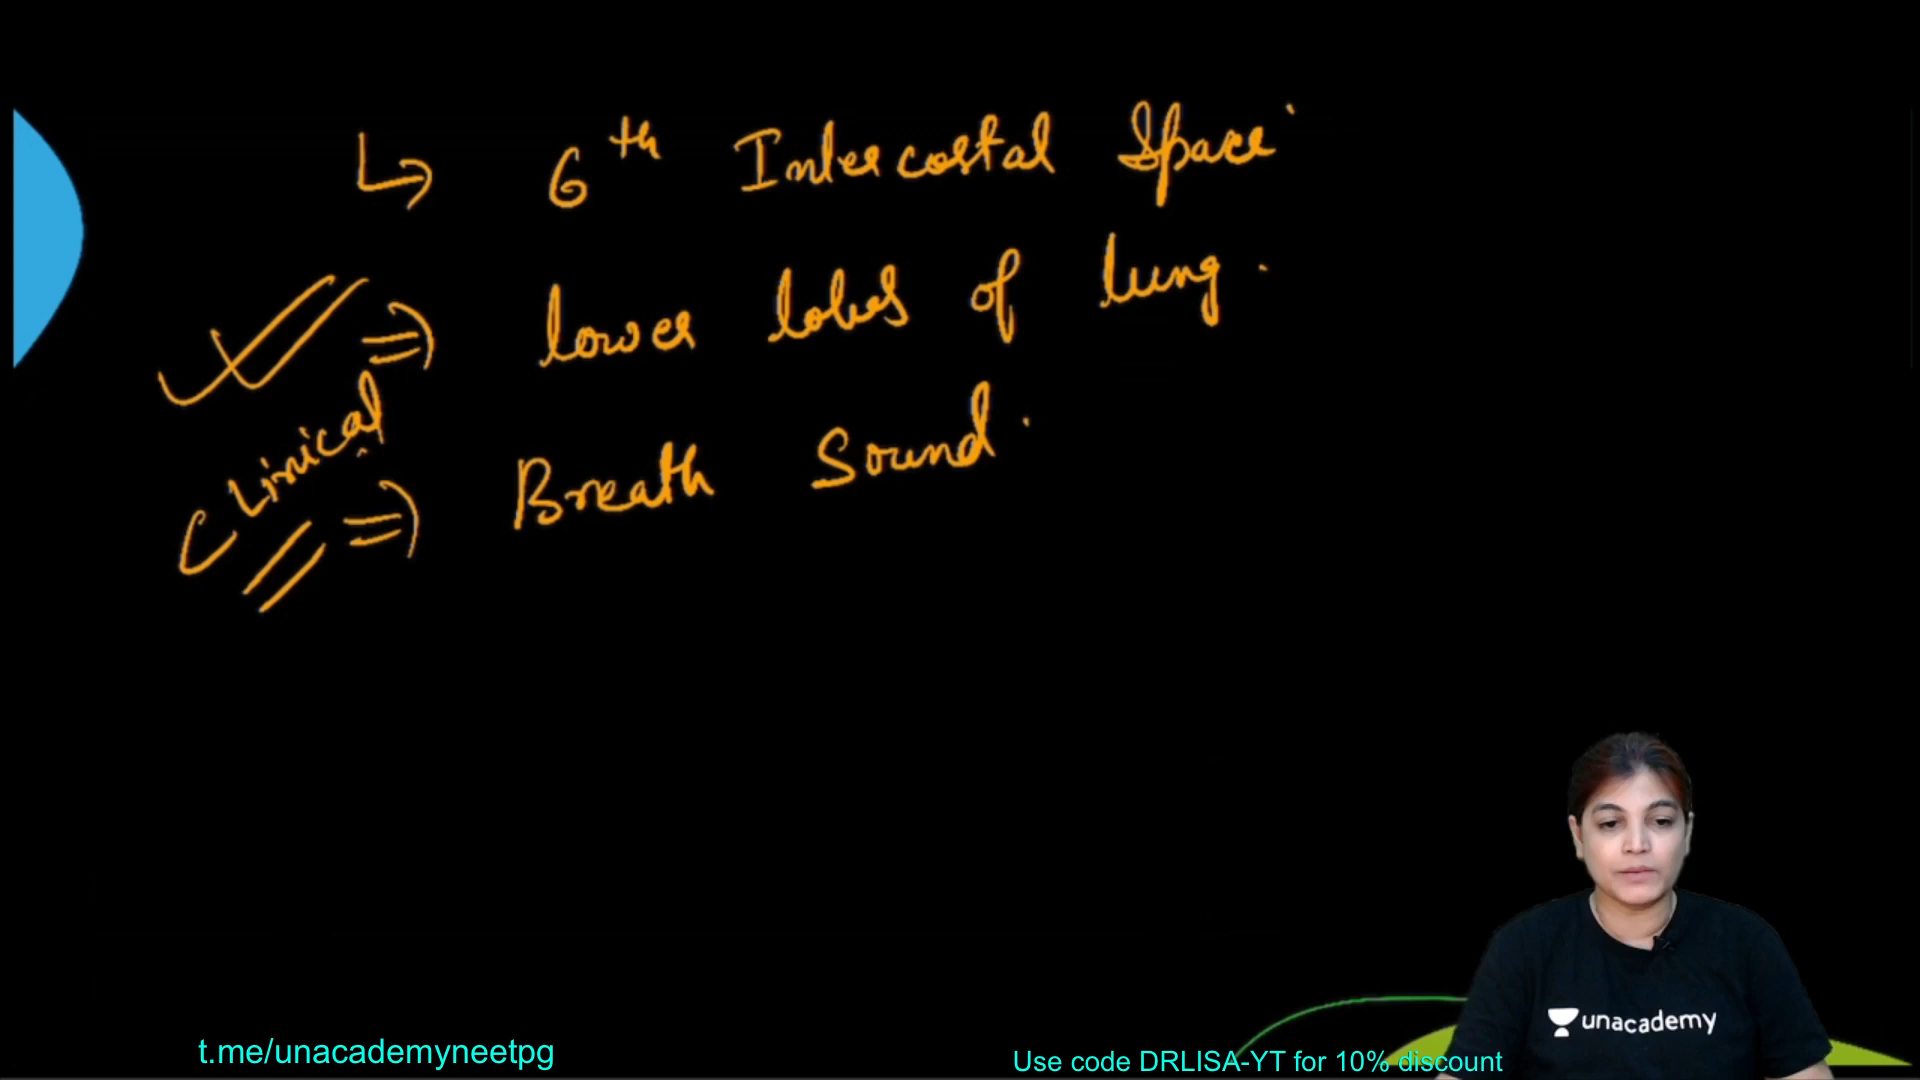 ↳ 6th Intercostal Space.
⇒ lower lobes of lung.
Clinical
⇒ Breath Sound.
unacademy
t.me/unacademyneetpg
Use code DRLISA-YT for 10% discount